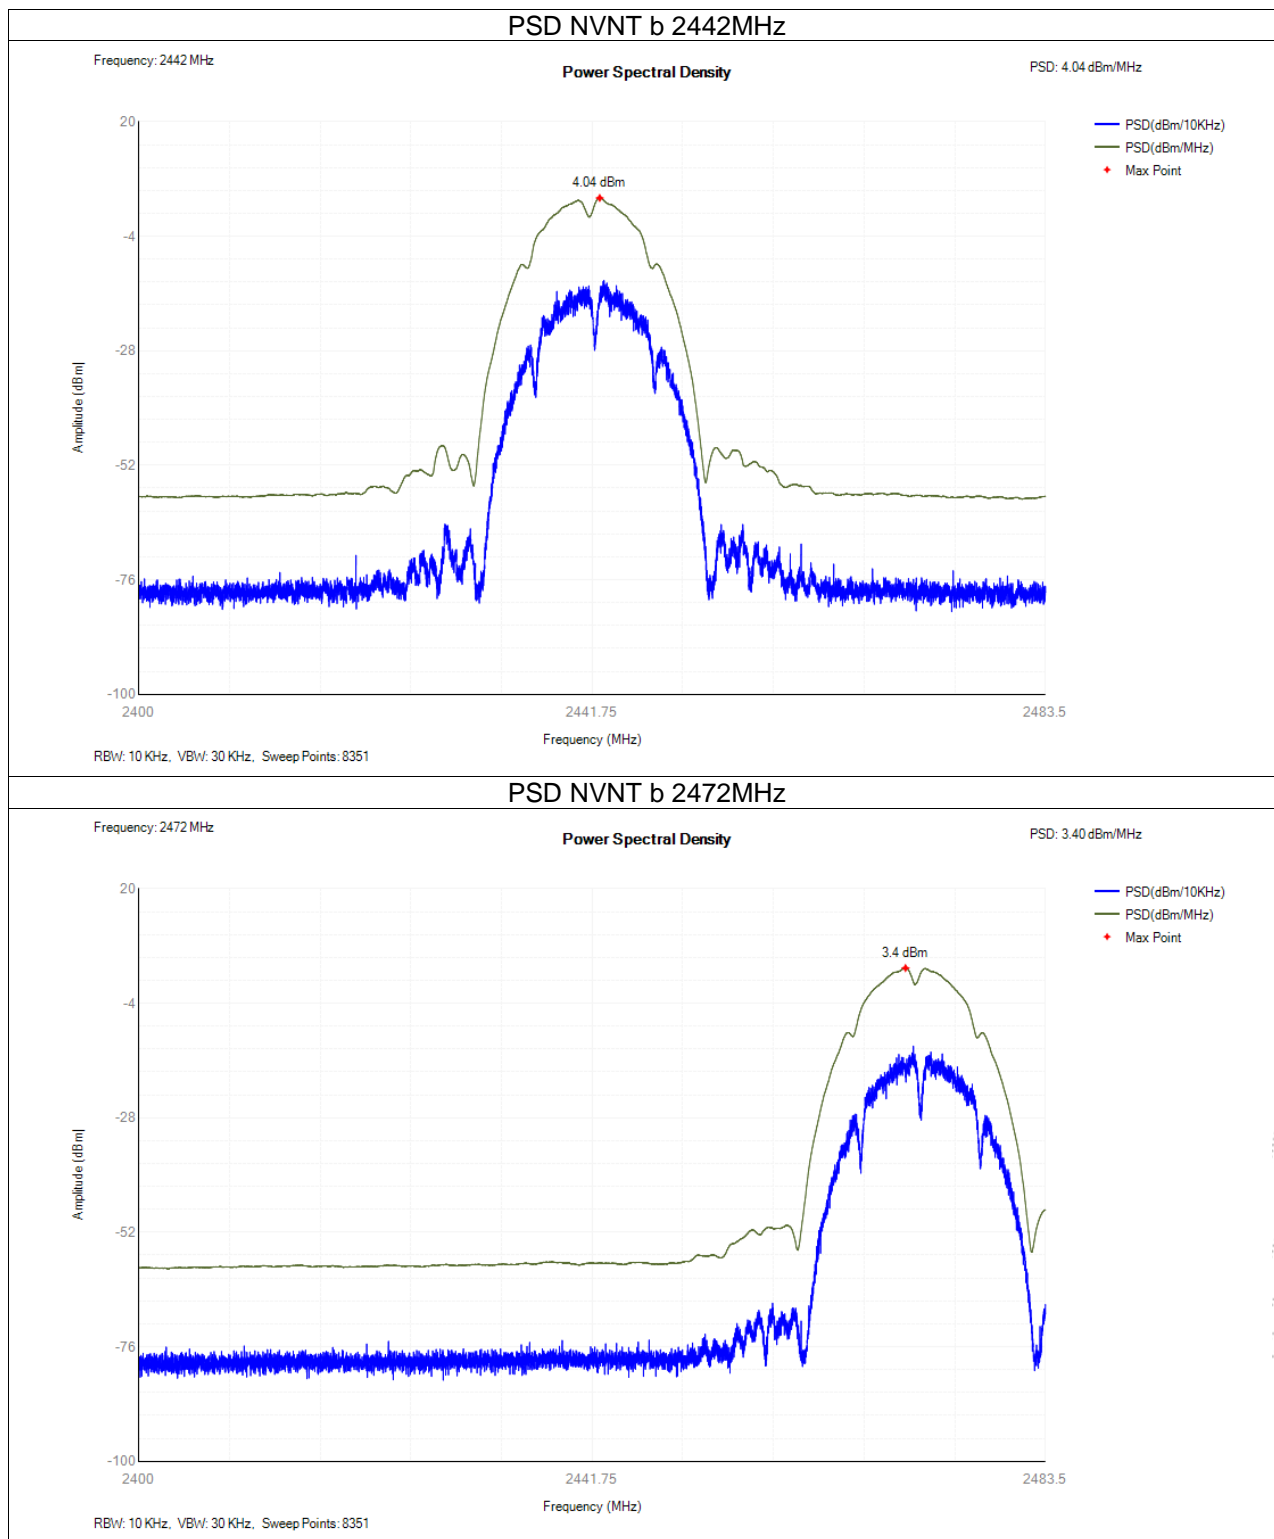 PSD NVNT b 2442MHz
Frequency: 2442 MHz
Power Spectral Density
PSD: 4.04 dBm/MHz
PSD(dBm/10KHz)
PSD(dBm/MHz)
Max Point
4.04 dBm
20
-4
-28
-52
-76
-100
Amplitude (dBm)
2400
2441.75
2483.5
Frequency (MHz)
RBW: 10 KHz, VBW: 30 KHz, Sweep Points: 8351
PSD NVNT b 2472MHz
Frequency: 2472 MHz
Power Spectral Density
PSD: 3.40 dBm/MHz
PSD(dBm/10KHz)
PSD(dBm/MHz)
Max Point
3.4 dBm
20
-4
-28
-52
-76
-100
Amplitude (dBm)
2400
2441.75
2483.5
Frequency (MHz)
RBW: 10 KHz, VBW: 30 KHz, Sweep Points: 8351